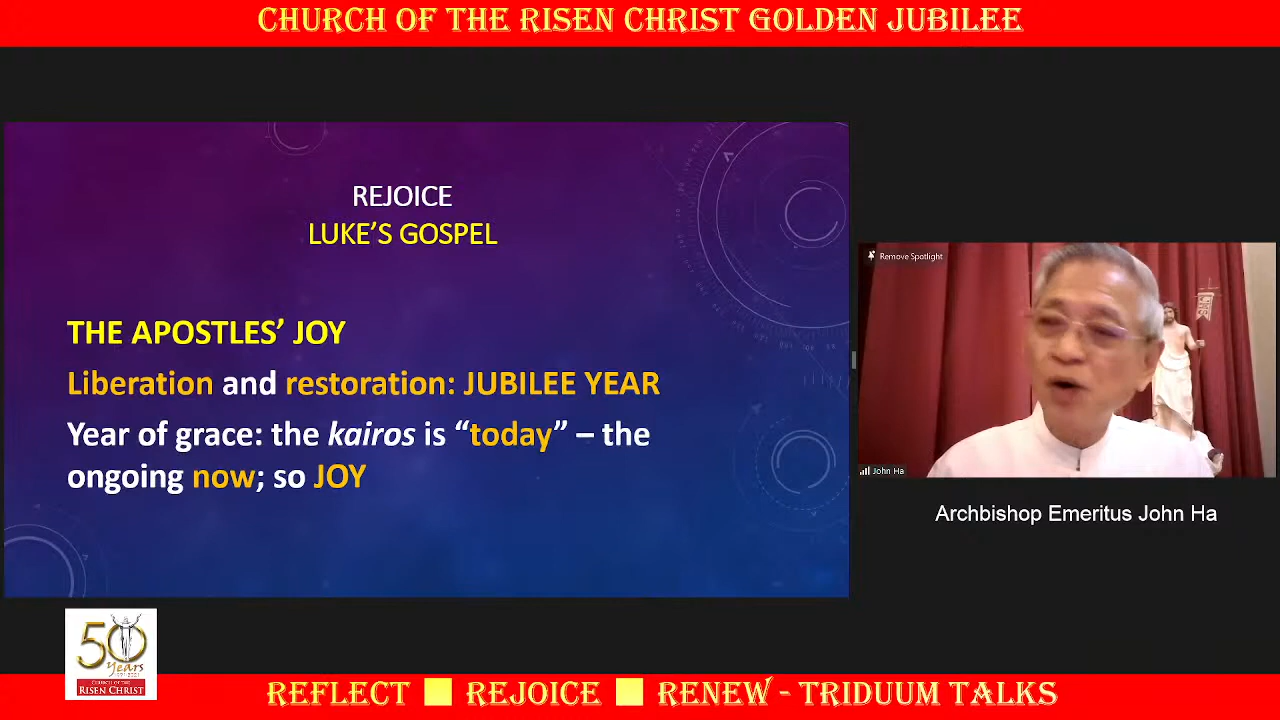 CHURCH OF THE RISEN CHRIST GOLDEN JUBILEE
REJOICE
LUKE'S GOSPEL
THE APOSTLES' JOY
Liberation and restoration: JUBILEE YEAR
Year of grace: the kairos is “today” – the
ongoing now; so JOY
Remove Spotlight
John Ha
Archbishop Emeritus John Ha
50
Years
CHURCH OF THE
RISEN CHRIST
REFLECT REJOICE RENEW - TRIDUUM TALKS